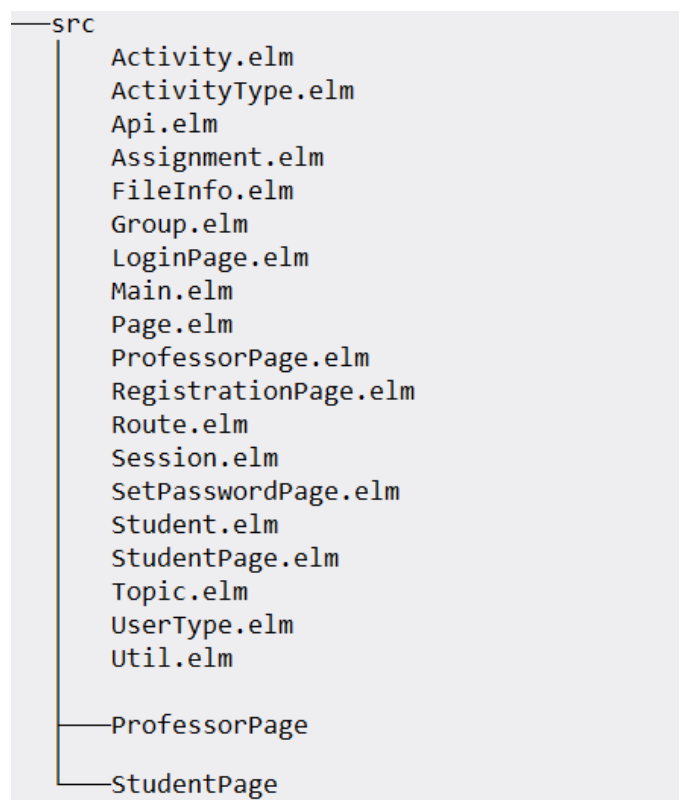 src
Activity.elm
ActivityType.elm
Api.elm
Assignment.elm
FileInfo.elm
Group.elm
LoginPage.elm
Main.elm
Page.elm
ProfessorPage.elm
RegistrationPage.elm
Route.elm
Session.elm
SetPasswordPage.elm
Student.elm
StudentPage.elm
Topic.elm
UserType.elm
Util.elm
ProfessorPage
StudentPage